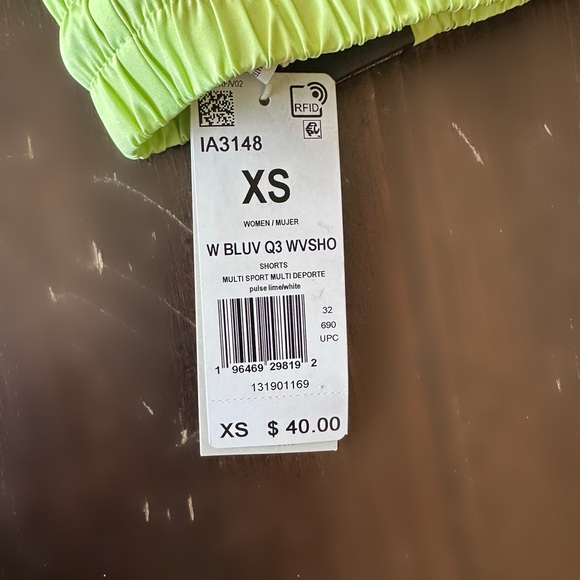 RFID
IA3148
XS
WOMEN / MUJER
W BLUV Q3 WVSHO
SHORTS
MULTI SPORT MULTI DEPORTE
pulse lime/white
32
690
UPC
1 96469 29819 2
131901169
XS $ 40.00